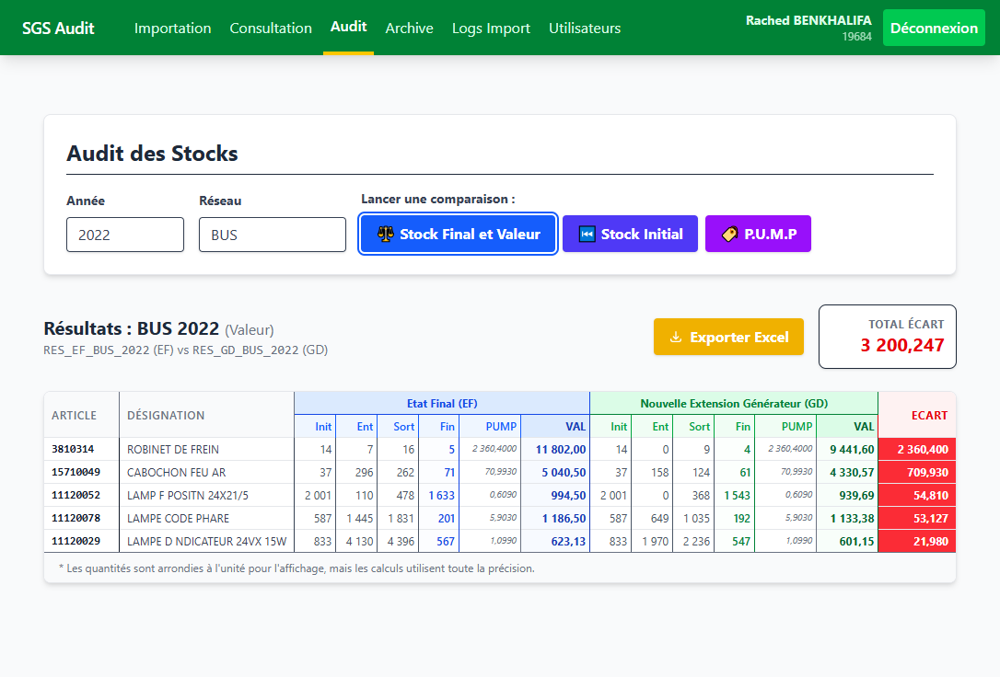 SGS Audit Importation Consultation Audit Archive Logs Import Utilisateurs Rached BENKHALIFA Déconnexion
19684
Audit des Stocks
Année Réseau Lancer une comparaison :
2022 BUS Stock Final et Valeur Stock Initial P.U.M.P
Résultats : BUS 2022 (Valeur) Exporter Excel TOTAL ÉCART
RES_EF_BUS_2022 (EF) vs RES_GD_BUS_2022 (GD) 3 200,247
ARTICLE DÉSIGNATION Etat Final (EF) Nouvelle Extension Générateur (GD) ECART
Init Ent Sort Fin PUMP VAL Init Ent Sort Fin PUMP VAL
3810314 ROBINET DE FREIN 14 7 16 5 2 360,4000 11 802,00 14 0 9 4 2 360,4000 9 441,60 2 360,400
15710049 CABOCHON FEU AR 37 296 262 71 70,9930 5 040,50 37 158 124 61 70,9930 4 330,57 709,930
11120052 LAMP F POSITN 24X21/5 2 001 110 478 1 633 0,6090 994,50 2 001 0 368 1 543 0,6090 939,69 54,810
11120078 LAMPE CODE PHARE 587 1 445 1 831 201 5,9030 1 186,50 587 649 1 035 192 5,9030 1 133,38 53,127
11120029 LAMPE D NDICATEUR 24VX 15W 833 4 130 4 396 567 1,0990 623,13 833 1 970 2 236 547 1,0990 601,15 21,980
* Les quantités sont arrondies à l'unité pour l'affichage, mais les calculs utilisent toute la précision.